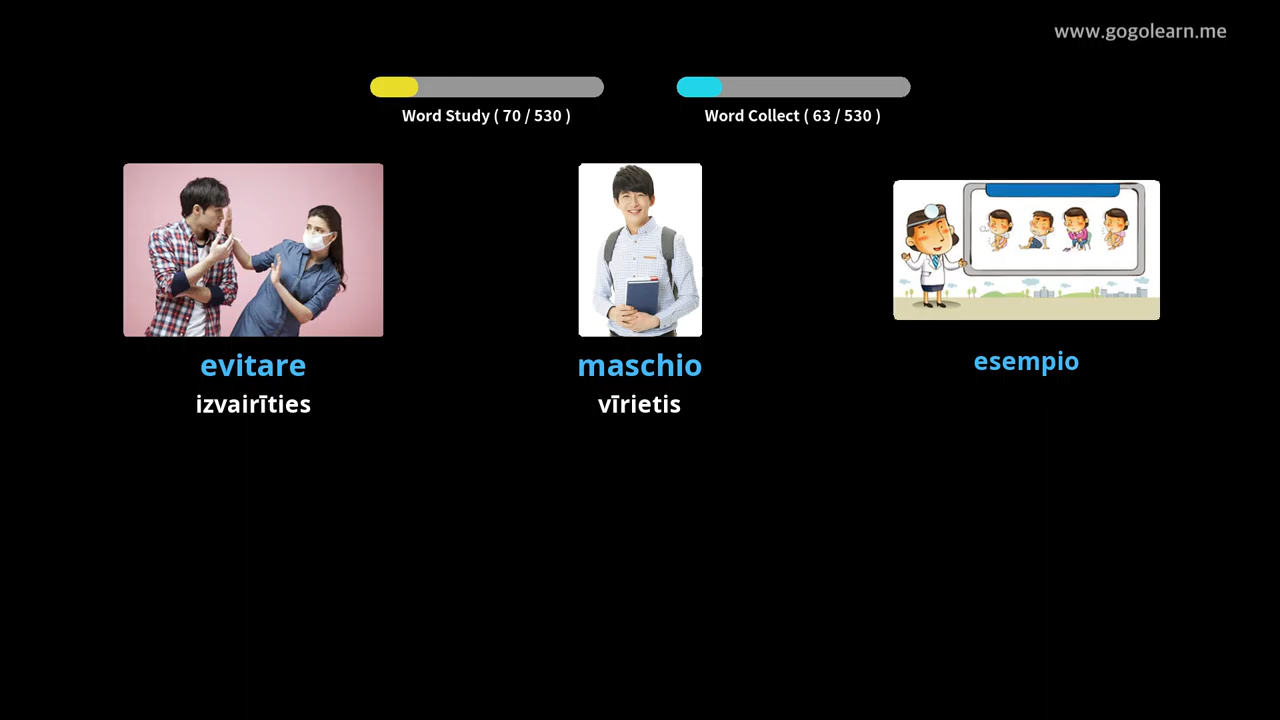 www.gogolearn.me
Word Study ( 70 / 530 )
Word Collect ( 63 / 530 )
evitare
izvairīties
maschio
vīrietis
esempio